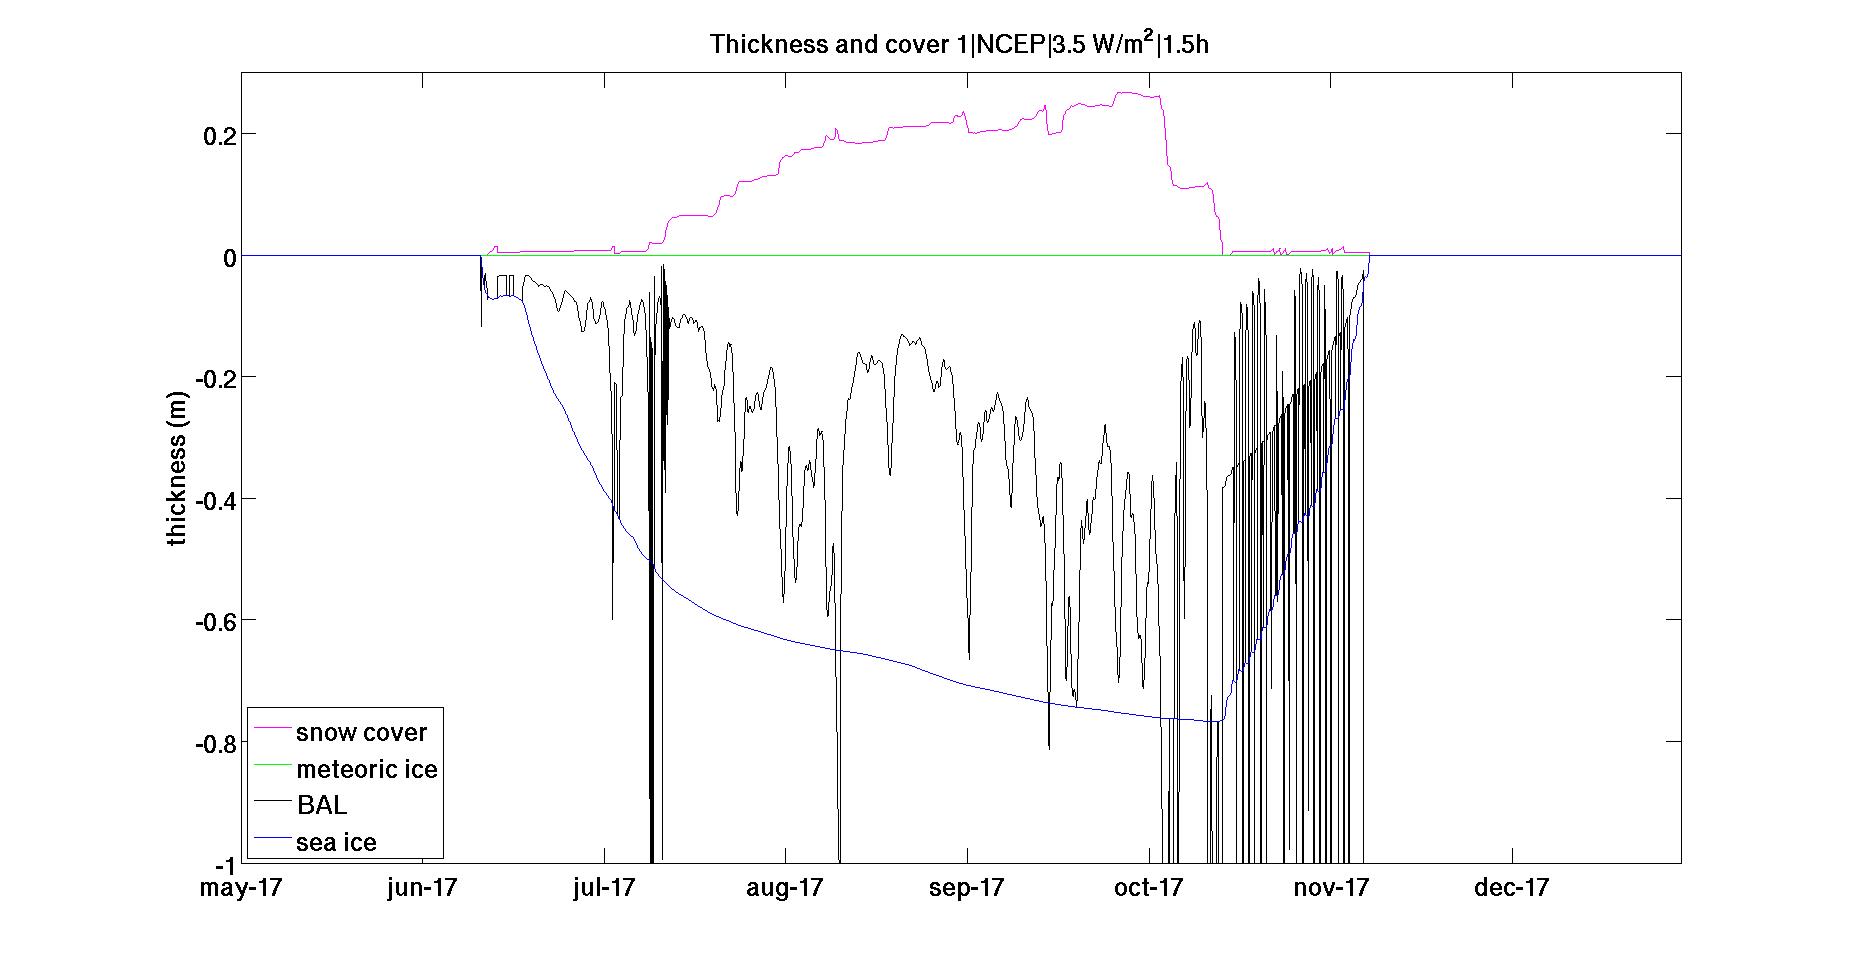 Thickness and cover 1|NCEP|3.5 W/m²|1.5h
thickness (m)
0.2
0
-0.2
-0.4
-0.6
-0.8
-1
snow cover
meteoric ice
BAL
sea ice
may-17 jun-17 jul-17 aug-17 sep-17 oct-17 nov-17 dec-17